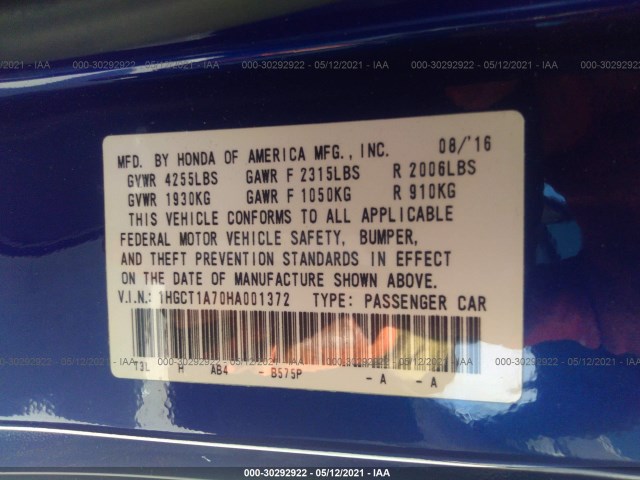 000-30292922 - 05/12/2021 - IAA 000-30292922 - 05/12/2021 - IAA 000-30292922 - 05/12/2021 - IAA
MFD. BY HONDA OF AMERICA MFG., INC. 08/'16
GVWR 4255LBS GAWR F 2315LBS R 2006LBS
GVWR 1930KG GAWR F 1050KG R 910KG
THIS VEHICLE CONFORMS TO ALL APPLICABLE
FEDERAL MOTOR VEHICLE SAFETY, BUMPER,
AND THEFT PREVENTION STANDARDS IN EFFECT
ON THE DATE OF MANUFACTURE SHOWN ABOVE.
V.I.N.: 1HGCT1A70HA001372 TYPE: PASSENGER CAR
T3L H AB4 - B575P - A - A
000-30292922 - 05/12/2021 - IAA